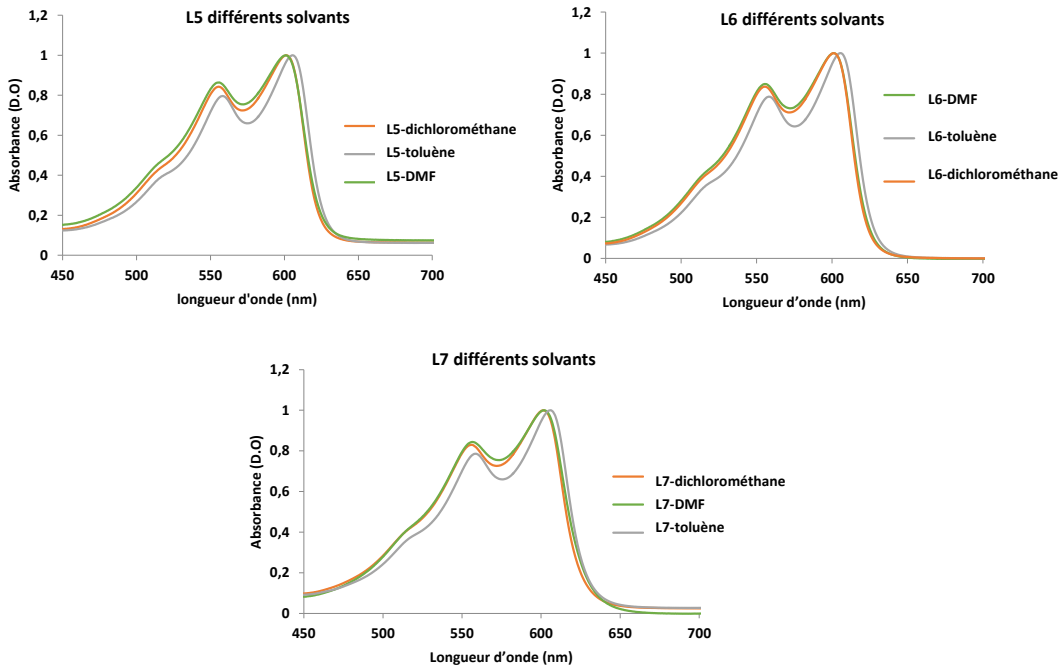 L5 différents solvants
Absorbance (D.O)
1,2
1
0,8
0,6
0,4
0,2
0
450
500
550
600
650
700
longueur d'onde (nm)
L5-dichlorométhane
L5-toluène
L5-DMF
L6 différents solvants
Absorbance (D.O)
1,2
1
0,8
0,6
0,4
0,2
0
450
500
550
600
650
700
Longueur d’onde (nm)
L6-DMF
L6-toluène
L6-dichlorométhane
L7 différents solvants
Absorbance (D.O)
1,2
1
0,8
0,6
0,4
0,2
0
450
500
550
600
650
700
Longueur d’onde (nm)
L7-dichlorométhane
L7-DMF
L7-toluène